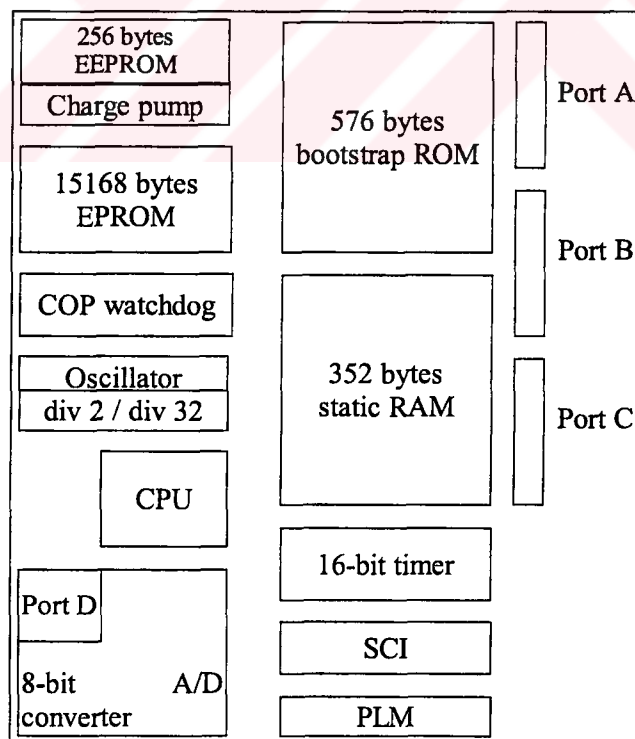 256 bytes
EEPROM
Charge pump
15168 bytes
EPROM
COP watchdog
Oscillator
div 2 / div 32
CPU
Port D
8-bit A/D
converter
576 bytes
bootstrap ROM
352 bytes
static RAM
16-bit timer
SCI
PLM
Port A
Port B
Port C